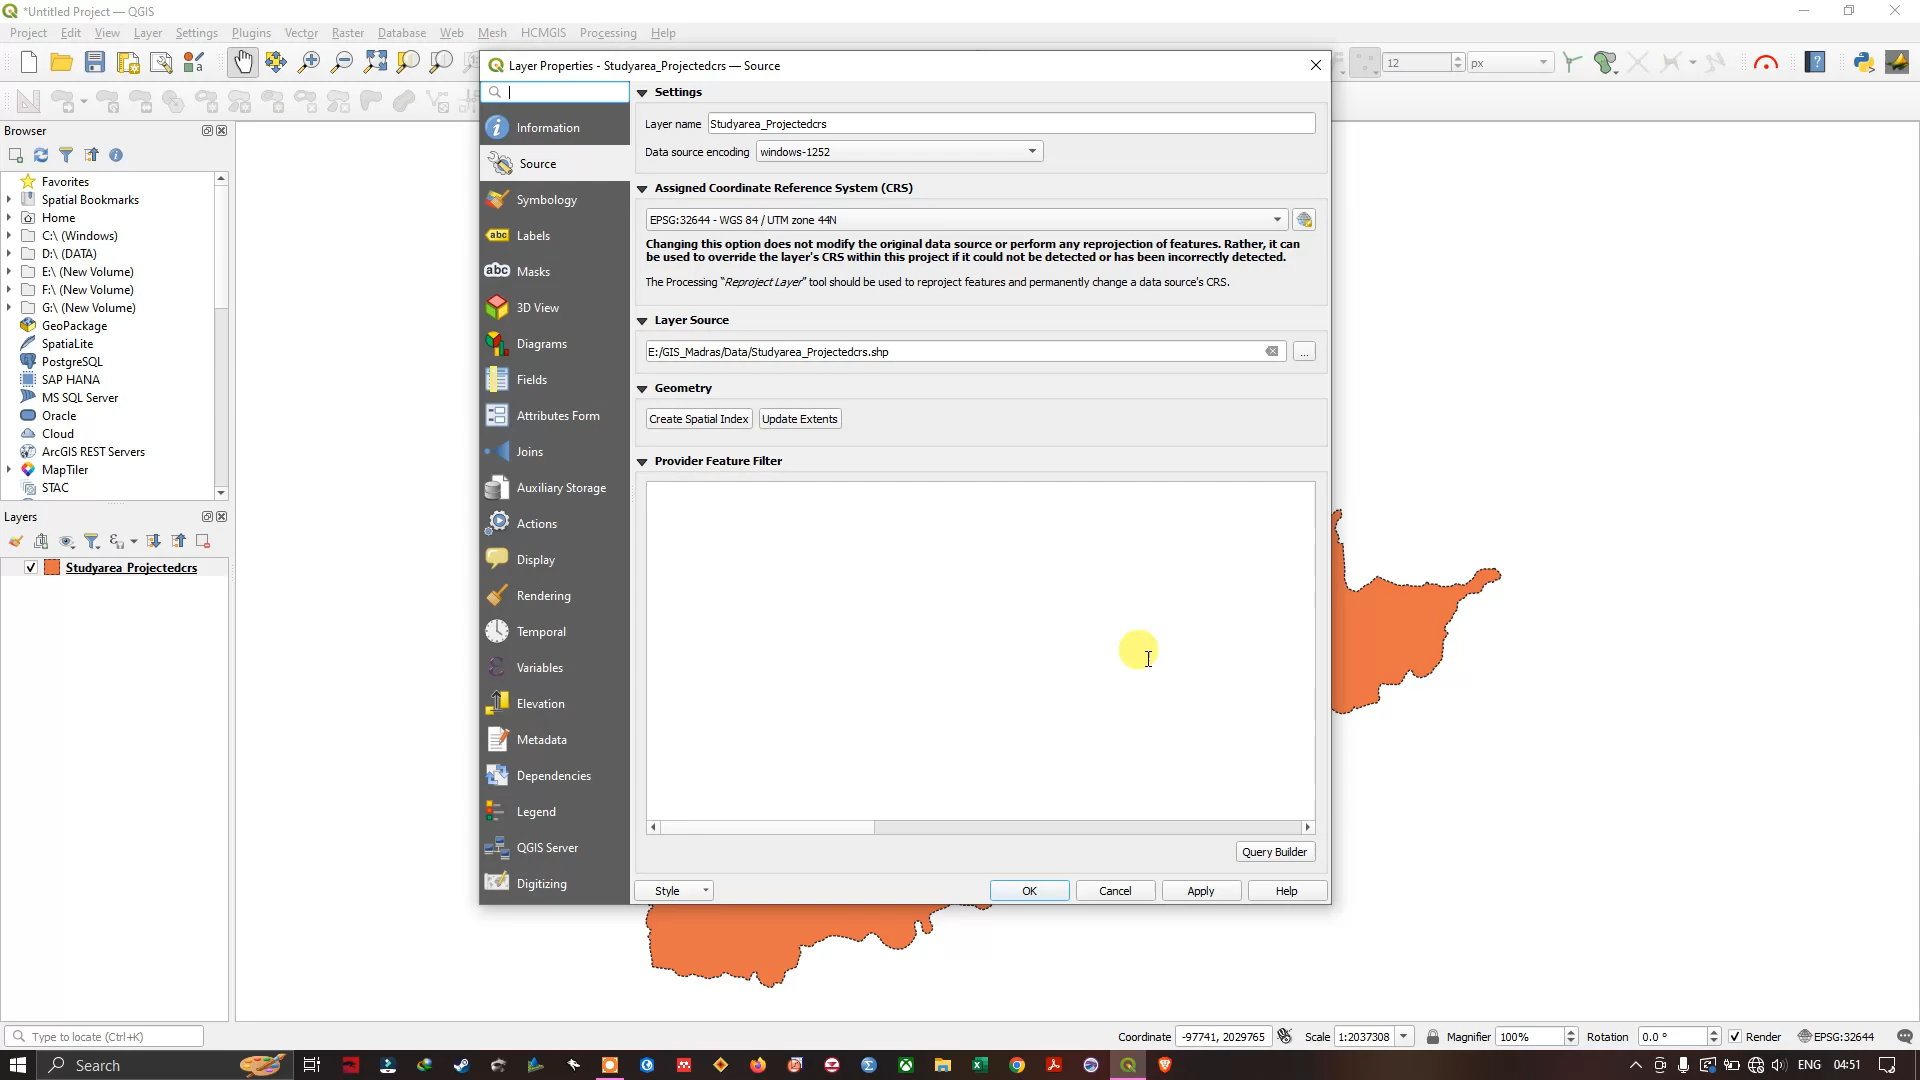 *Untitled Project — QGIS
Project Edit View Layer Settings Plugins Vector Raster Database Web Mesh HCMGIS Processing Help
12 px
Browser
Favorites
Spatial Bookmarks
Home
C:\ (Windows)
D:\ (DATA)
E:\ (New Volume)
F:\ (New Volume)
G:\ (New Volume)
GeoPackage
SpatiaLite
PostgreSQL
SAP HANA
MS SQL Server
Oracle
Cloud
ArcGIS REST Servers
MapTiler
STAC
Layers
Studyarea_Projectedcrs
Layer Properties - Studyarea_Projectedcrs — Source
Information
Source
Symbology
abc Labels
abc Masks
3D View
Diagrams
Fields
Attributes Form
Joins
Auxiliary Storage
Actions
Display
Rendering
Temporal
Variables
Elevation
Metadata
Dependencies
Legend
QGIS Server
Digitizing
Settings
Layer name Studyarea_Projectedcrs
Data source encoding windows-1252
Assigned Coordinate Reference System (CRS)
EPSG:32644 - WGS 84 / UTM zone 44N
Changing this option does not modify the original data source or perform any reprojection of features. Rather, it can
be used to override the layer's CRS within this project if it could not be detected or has been incorrectly detected.
The Processing “Reproject Layer” tool should be used to reproject features and permanently change a data source's CRS.
Layer Source
E:/GIS_Madras/Data/Studyarea_Projectedcrs.shp ...
Geometry
Create Spatial Index Update Extents
Provider Feature Filter
Query Builder
Style OK Cancel Apply Help
Type to locate (Ctrl+K) Coordinate -97741, 2029765 Scale 1:2037308 Magnifier 100% Rotation 0.0 ° Render EPSG:32644
Search ENG 04:51